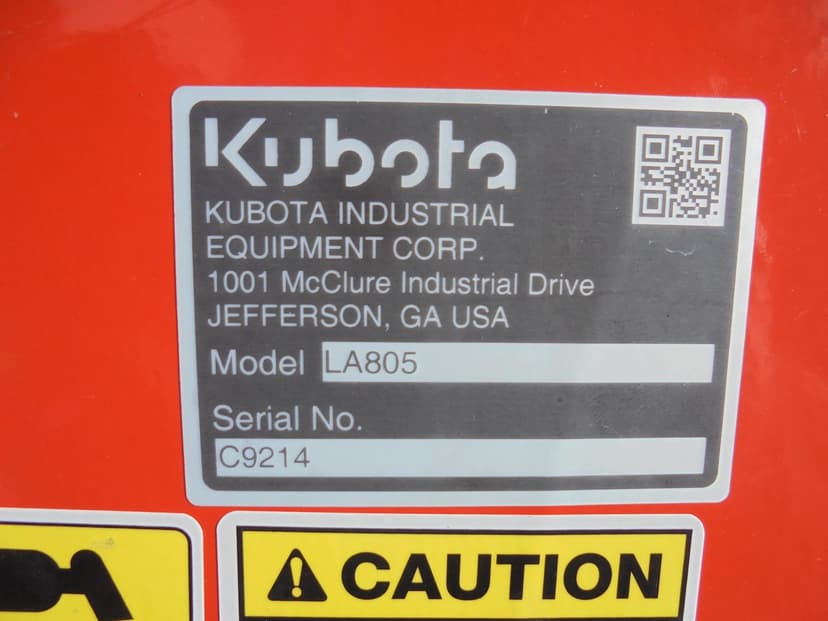 Kubota
KUBOTA INDUSTRIAL
EQUIPMENT CORP.
1001 McClure Industrial Drive
JEFFERSON, GA USA
Model LA805
Serial No.
C9214
CAUTION